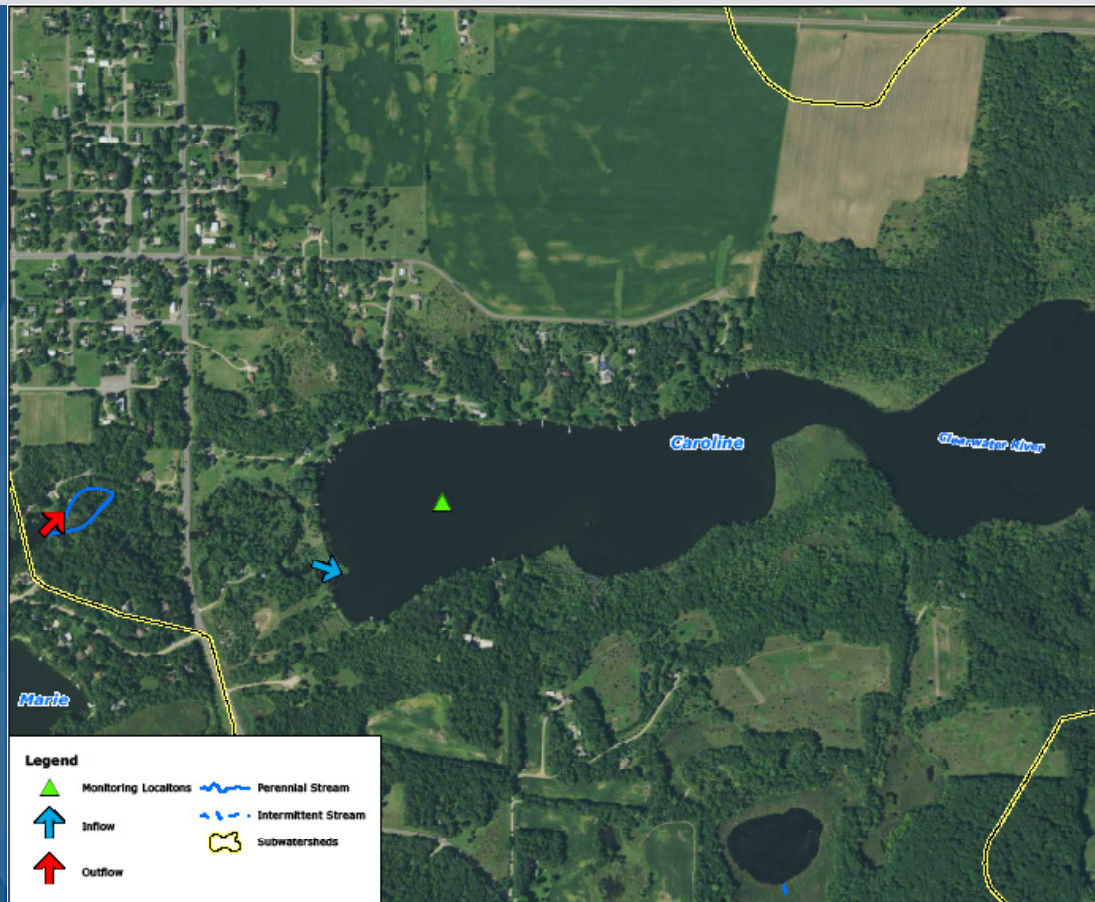 Caroline
Clearwater River
Marie
Legend
Monitoring Locaitons
Perennial Stream
Inflow
Intermittent Stream
Subwatersheds
Outflow